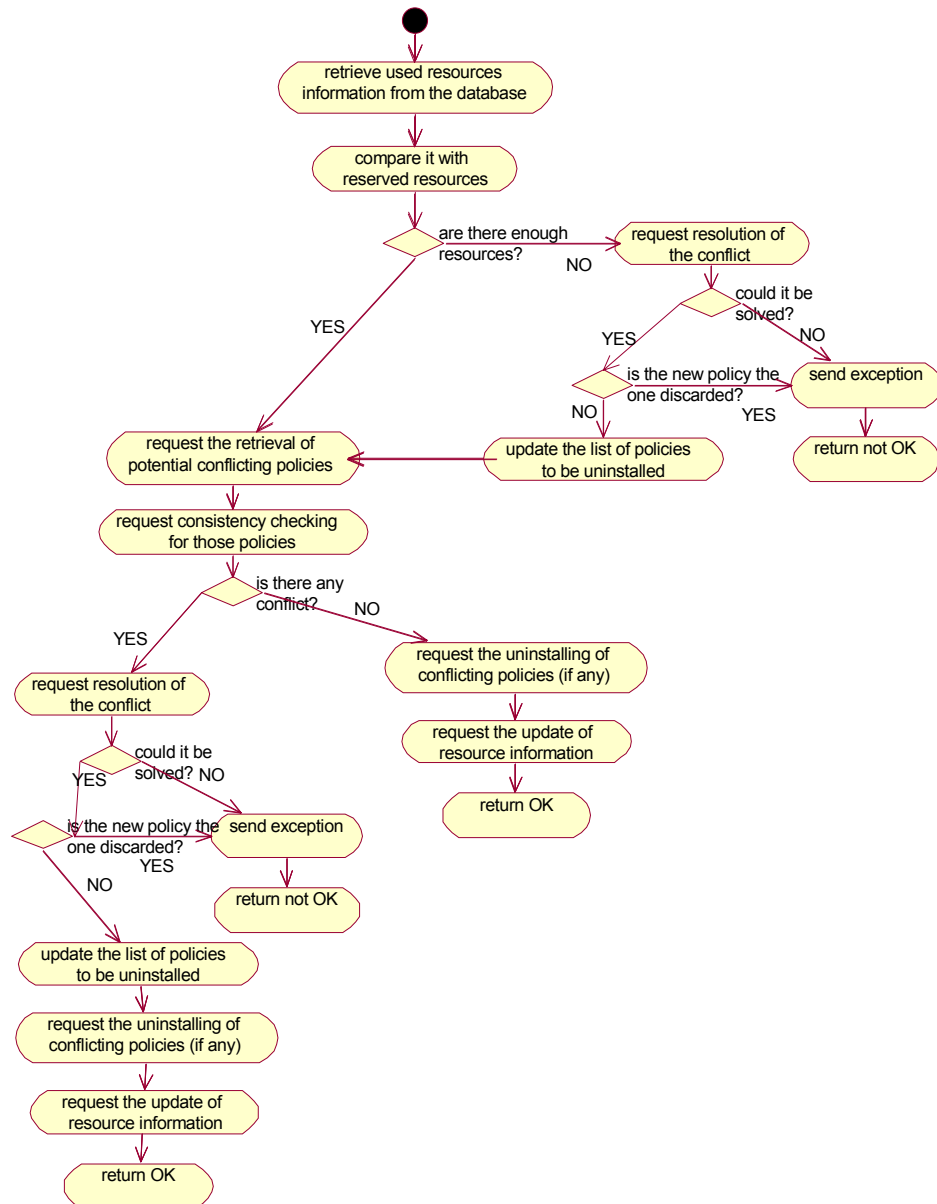 retrieve used resources
information from the database
compare it with
reserved resources
are there enough
resources?
NO
request resolution of
the conflict
YES
could it be
solved?
YES
NO
is the new policy the
one discarded?
YES
NO
send exception
return not OK
request the retrieval of
potential conflicting policies
update the list of policies
to be uninstalled
request consistency checking
for those policies
is there any
conflict?
NO
YES
request the uninstalling of
conflicting policies (if any)
request resolution of
the conflict
request the update of
resource information
could it be
solved?
YES
NO
return OK
is the new policy the
one discarded?
YES
send exception
NO
return not OK
update the list of policies
to be uninstalled
request the uninstalling of
conflicting policies (if any)
request the update of
resource information
return OK